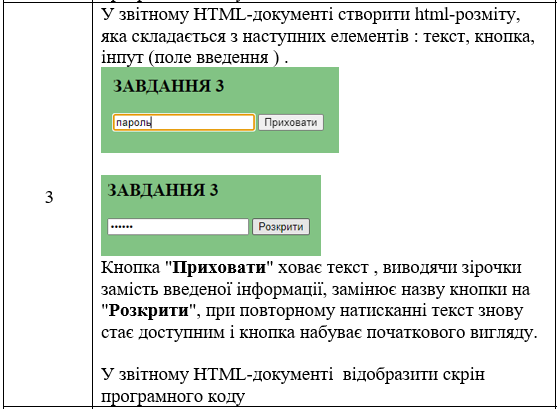 У звітному HTML-документі створити html-розміту,
яка складається з наступних елементів : текст, кнопка,
інпут (поле введення ) .
ЗАВДАННЯ 3
пароль Приховати
ЗАВДАННЯ 3
•••••• Розкрити
3
Кнопка "Приховати" ховає текст , виводячи зірочки
замість введеної інформації, замінює назву кнопки на
"Розкрити", при повторному натисканні текст знову
стає доступним і кнопка набуває початкового вигляду.
У звітному HTML-документі відобразити скрін
програмного коду